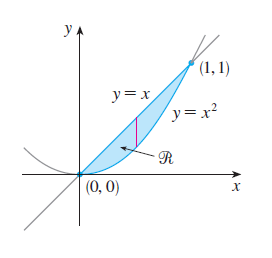 y
(1, 1)
y = x
y = x²
ℛ
(0, 0)
x